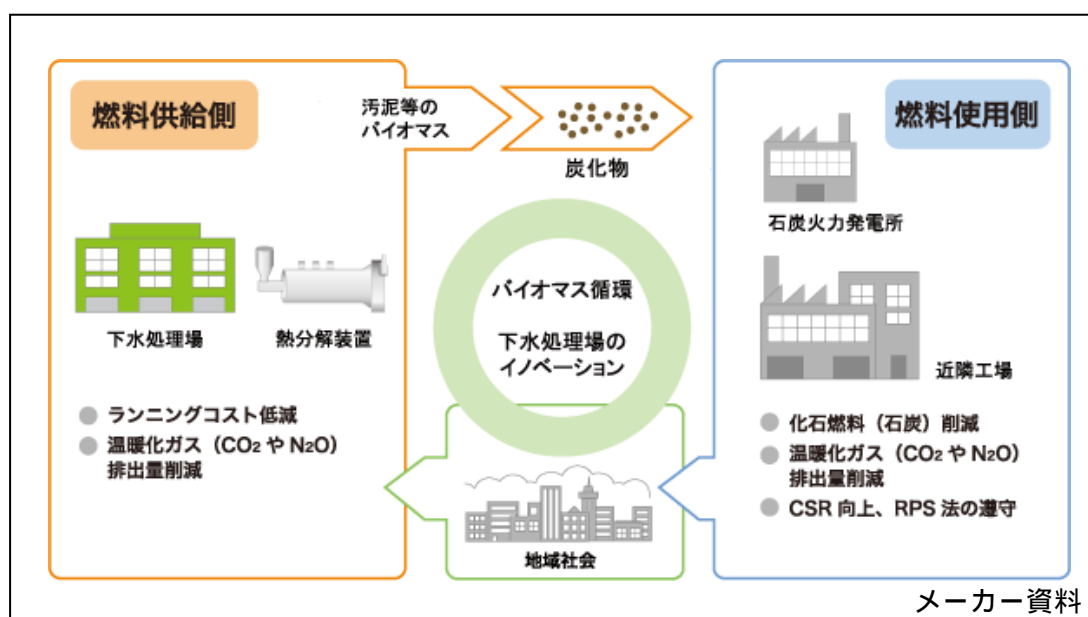 燃料供給側
汚泥等の
バイオマス
炭化物
燃料使用側
下水処理場
熱分解装置
石炭火力発電所
近隣工場
バイオマス循環
下水処理場の
イノベーション
ランニングコスト低減
温暖化ガス（CO2 や N2O）
排出量削減
地域社会
化石燃料（石炭）削減
温暖化ガス（CO2 や N2O）
排出量削減
CSR 向上、RPS 法の遵守
メーカー資料